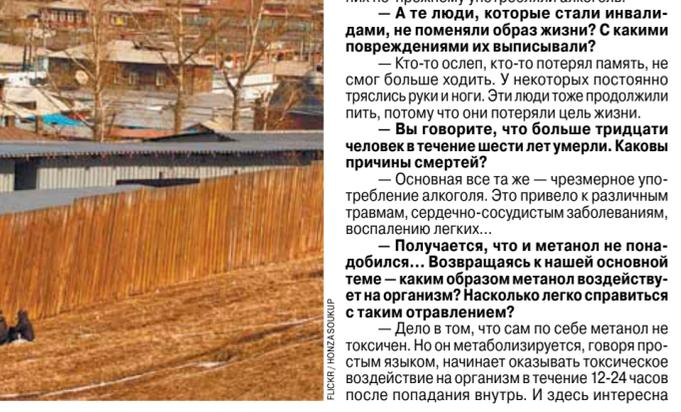 них по-прежнему употребляли алкоголь.
— А те люди, которые стали инвали-
дами, не поменяли образ жизни? С какими
повреждениями их выписывали?
— Кто-то ослеп, кто-то потерял память, не
смог больше ходить. У некоторых постоянно
тряслись руки и ноги. Эти люди тоже продолжили
пить, потому что они потеряли цель жизни.
— Вы говорите, что больше тридцати
человек в течение шести лет умерли. Каковы
причины смертей?
— Основная все та же — чрезмерное упо-
требление алкоголя. Это привело к различным
травмам, сердечно-сосудистым заболеваниям,
воспалению легких...
— Получается, что и метанол не пона-
добился... Возвращаясь к нашей основной
теме — каким образом метанол воздейству-
ет на организм? Насколько легко справиться
с таким отравлением?
— Дело в том, что сам по себе метанол не
токсичен. Но он метаболизируется, говоря про-
стым языком, начинает оказывать токсическое
воздействие на организм в течение 12-24 часов
после попадания внутрь. И здесь интересна
FLICKR / HONZASOUKUP